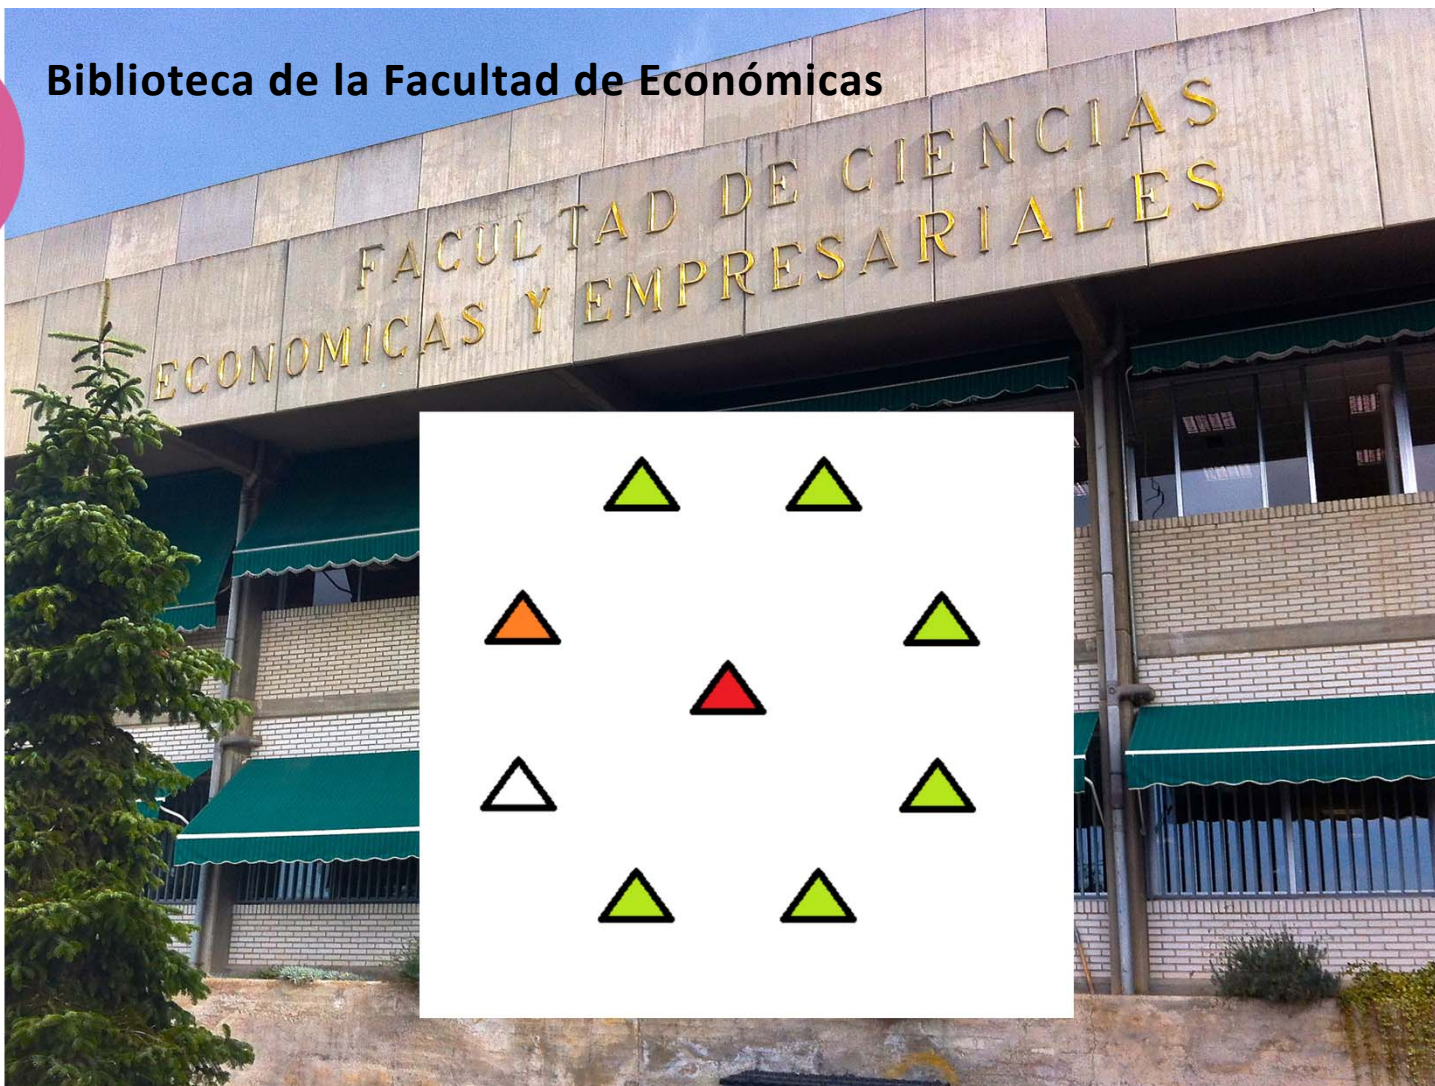 Biblioteca de la Facultad de Económicas
FACULTAD DE CIENCIAS
ECONOMICAS Y EMPRESARIALES